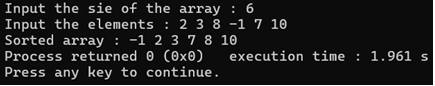 Input the sie of the array : 6
Input the elements : 2 3 8 -1 7 10
Sorted array : -1 2 3 7 8 10
Process returned 0 (0x0)   execution time : 1.961 s
Press any key to continue.